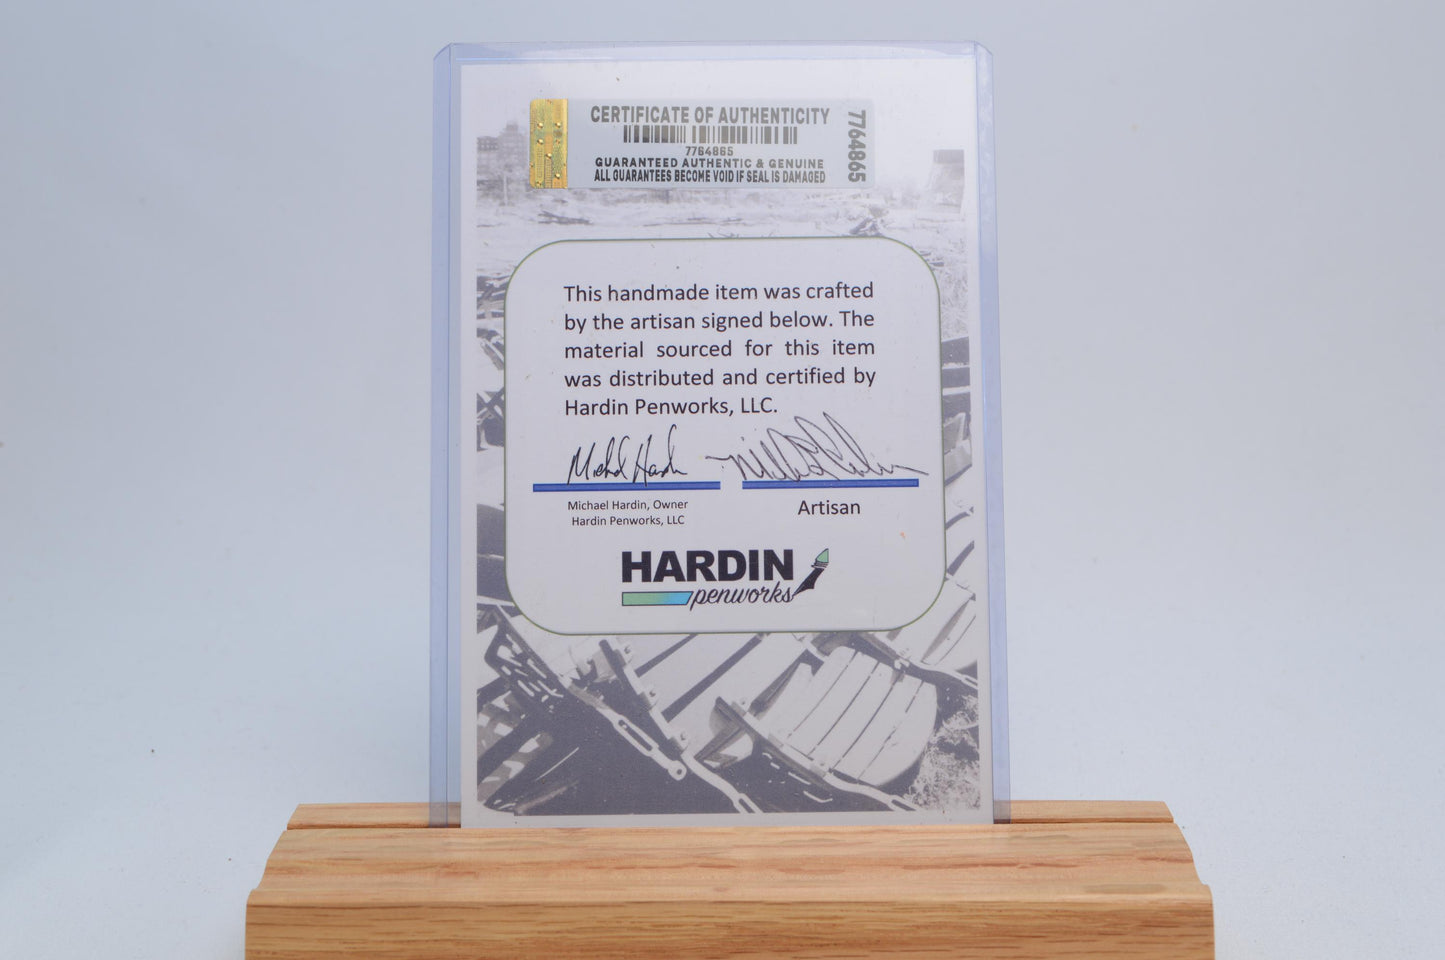 CERTIFICATE OF AUTHENTICITY
7764865
GUARANTEED AUTHENTIC & GENUINE
ALL GUARANTEES BECOME VOID IF SEAL IS DAMAGED
7764865
This handmade item was crafted
by the artisan signed below. The
material sourced for this item
was distributed and certified by
Hardin Penworks, LLC.
Michael Hardin, Owner
Hardin Penworks, LLC
Artisan
HARDIN
penworks